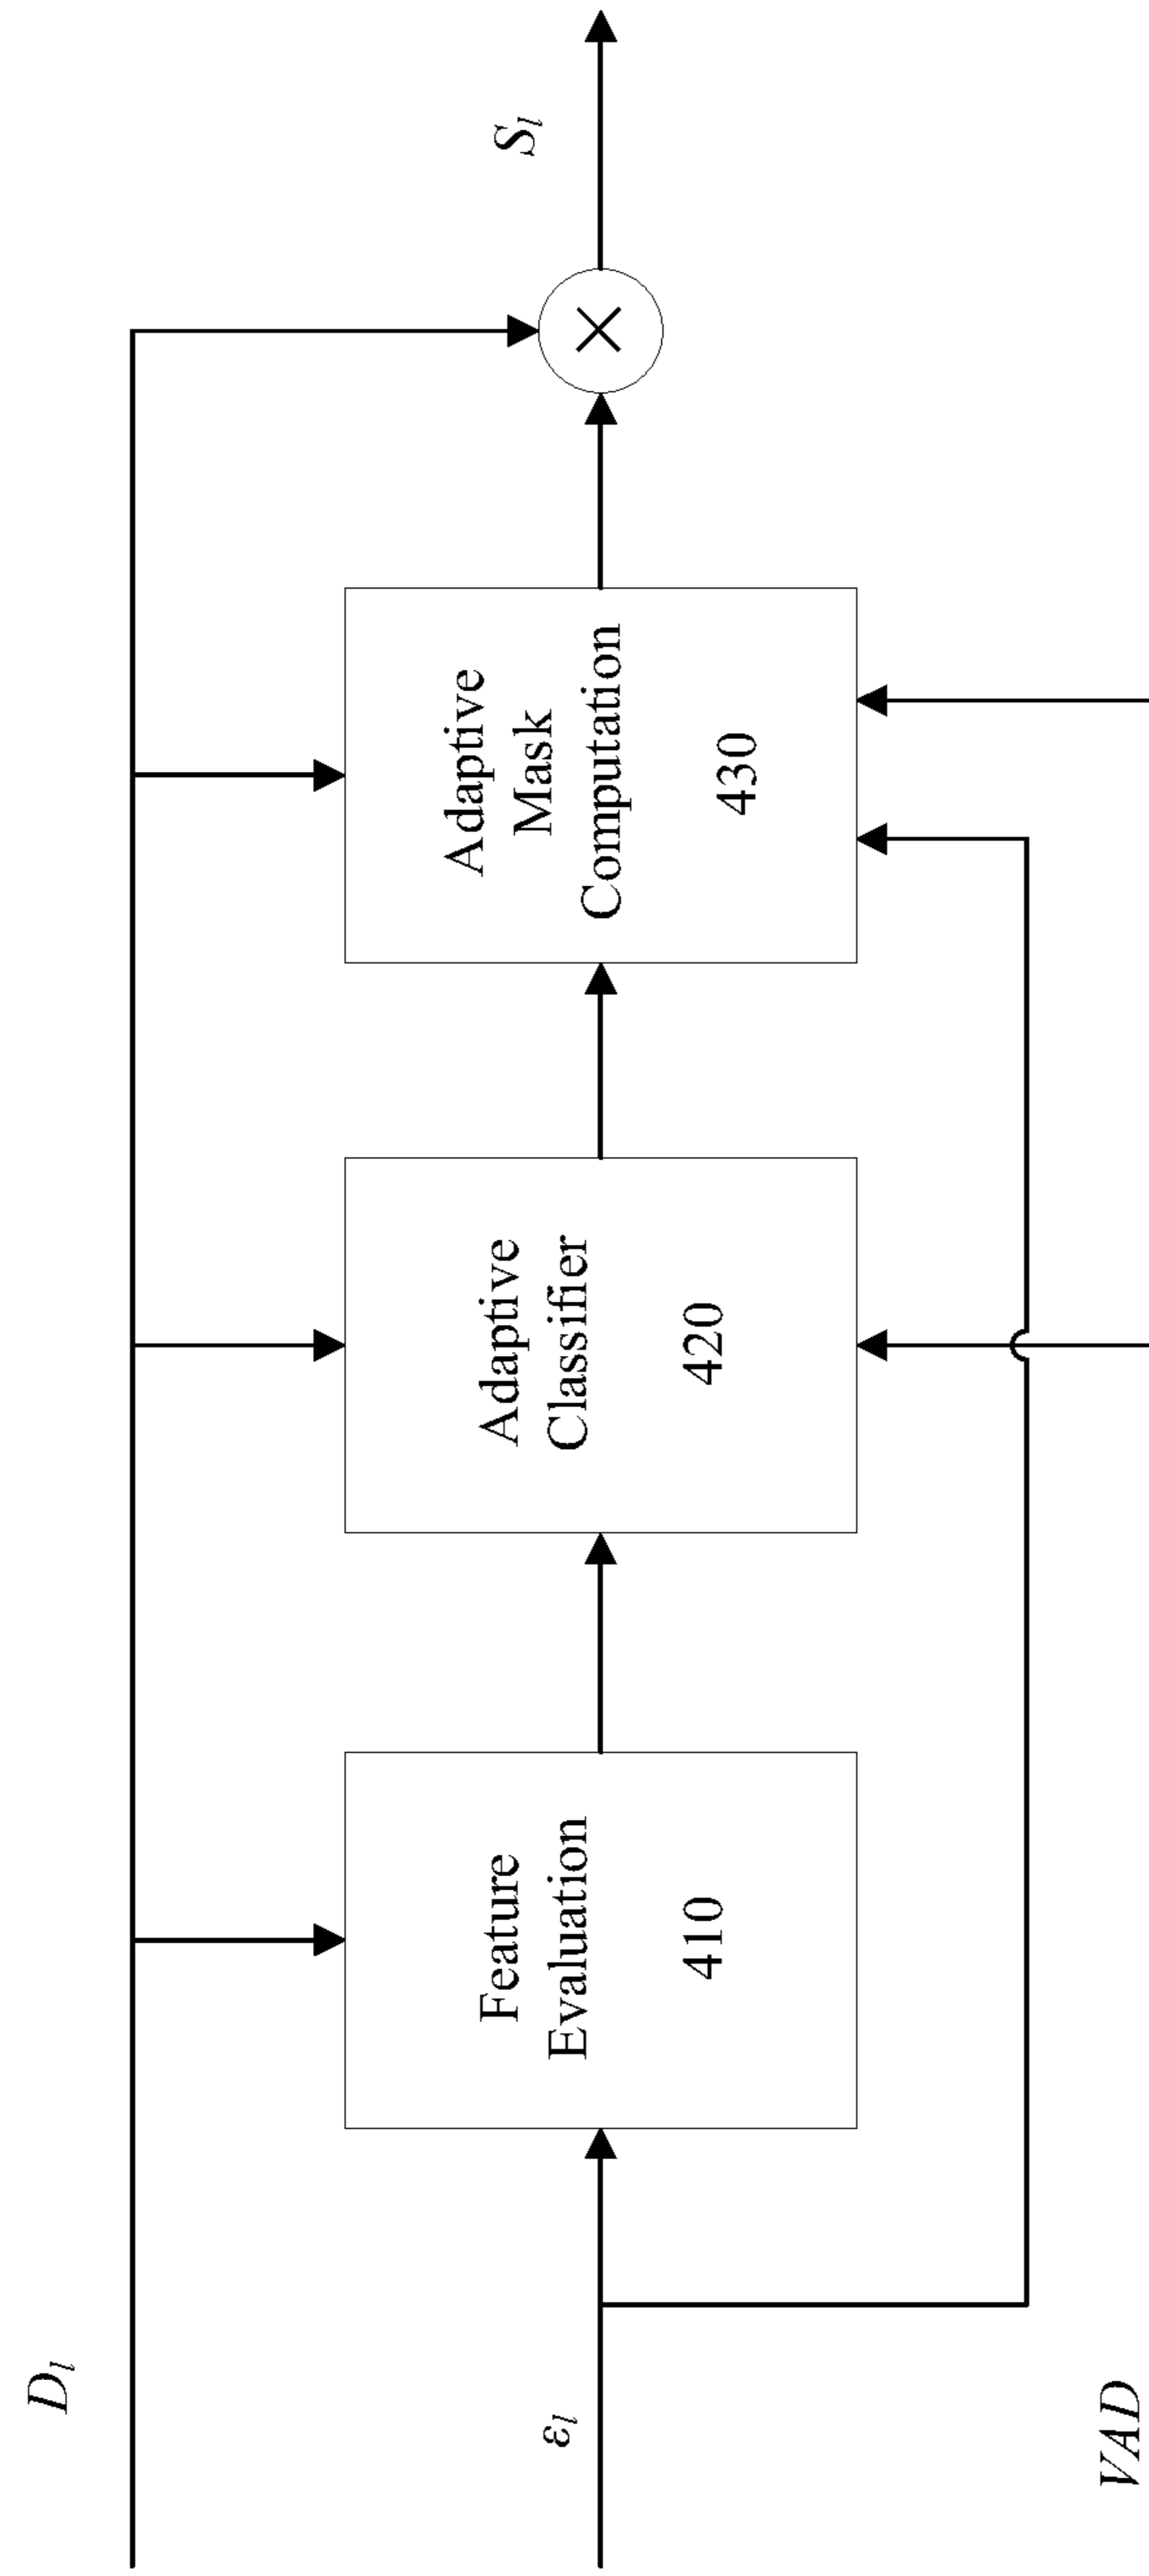 D_l
ε_l
VAD
Feature
Evaluation
410
Adaptive
Classifier
420
Adaptive
Mask
Computation
430
×
S_l